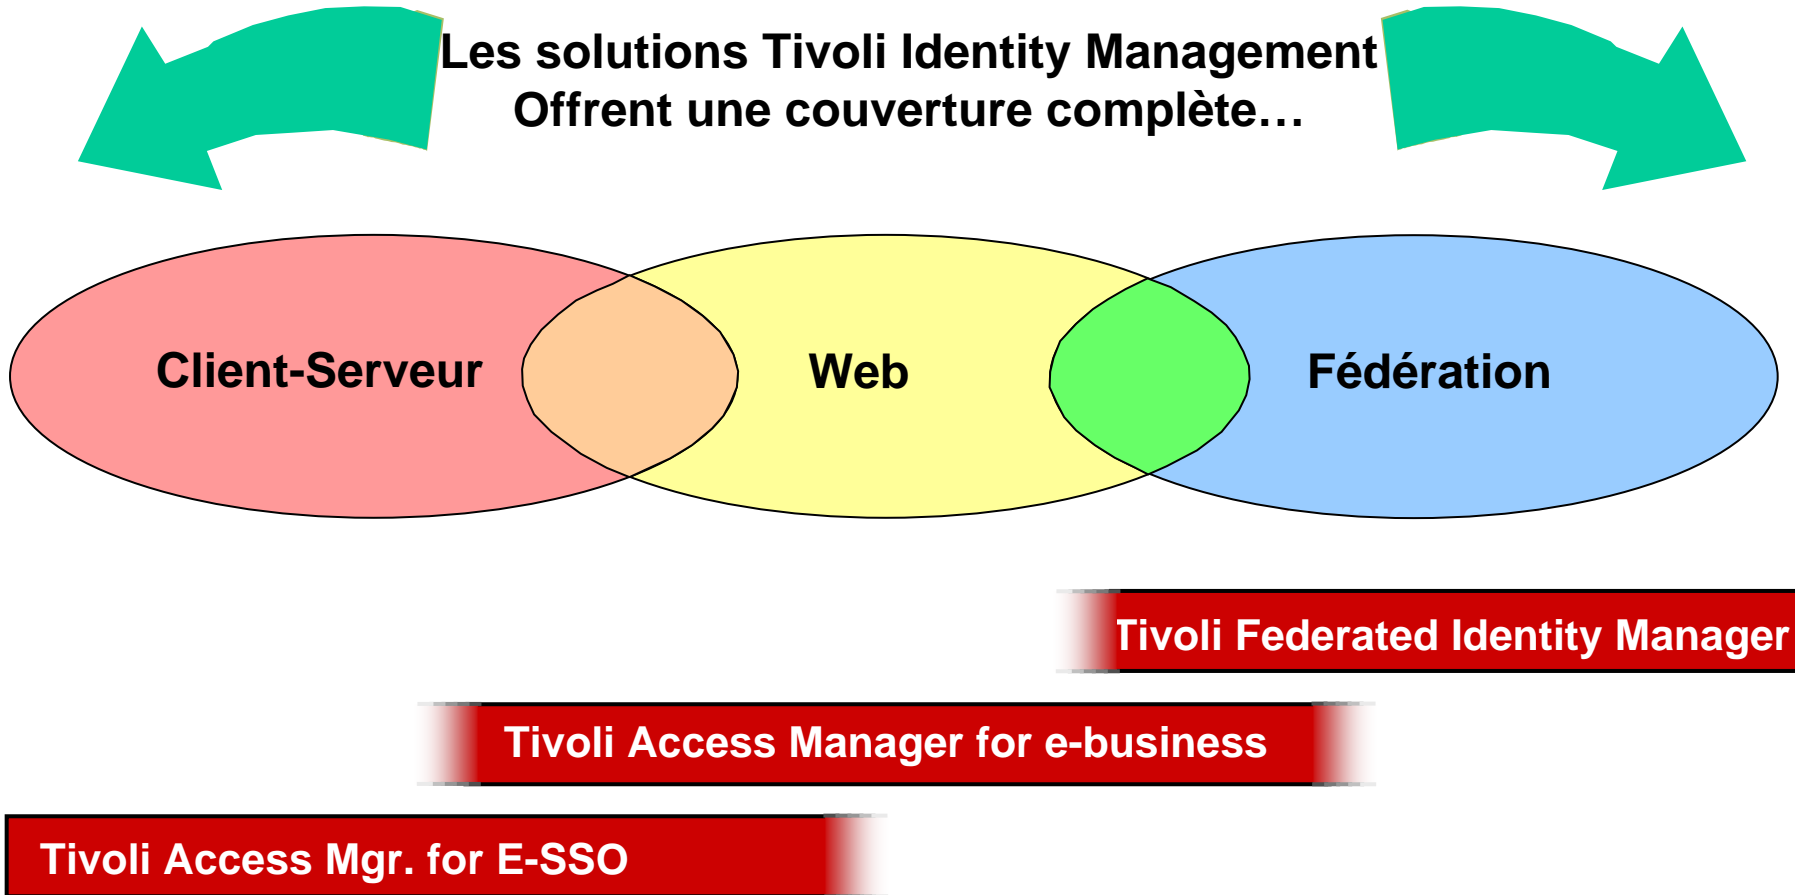 Les solutions Tivoli Identity Management
Offrent une couverture complète…
Client-Serveur
Web
Fédération
Tivoli Federated Identity Manager
Tivoli Access Manager for e-business
Tivoli Access Mgr. for E-SSO